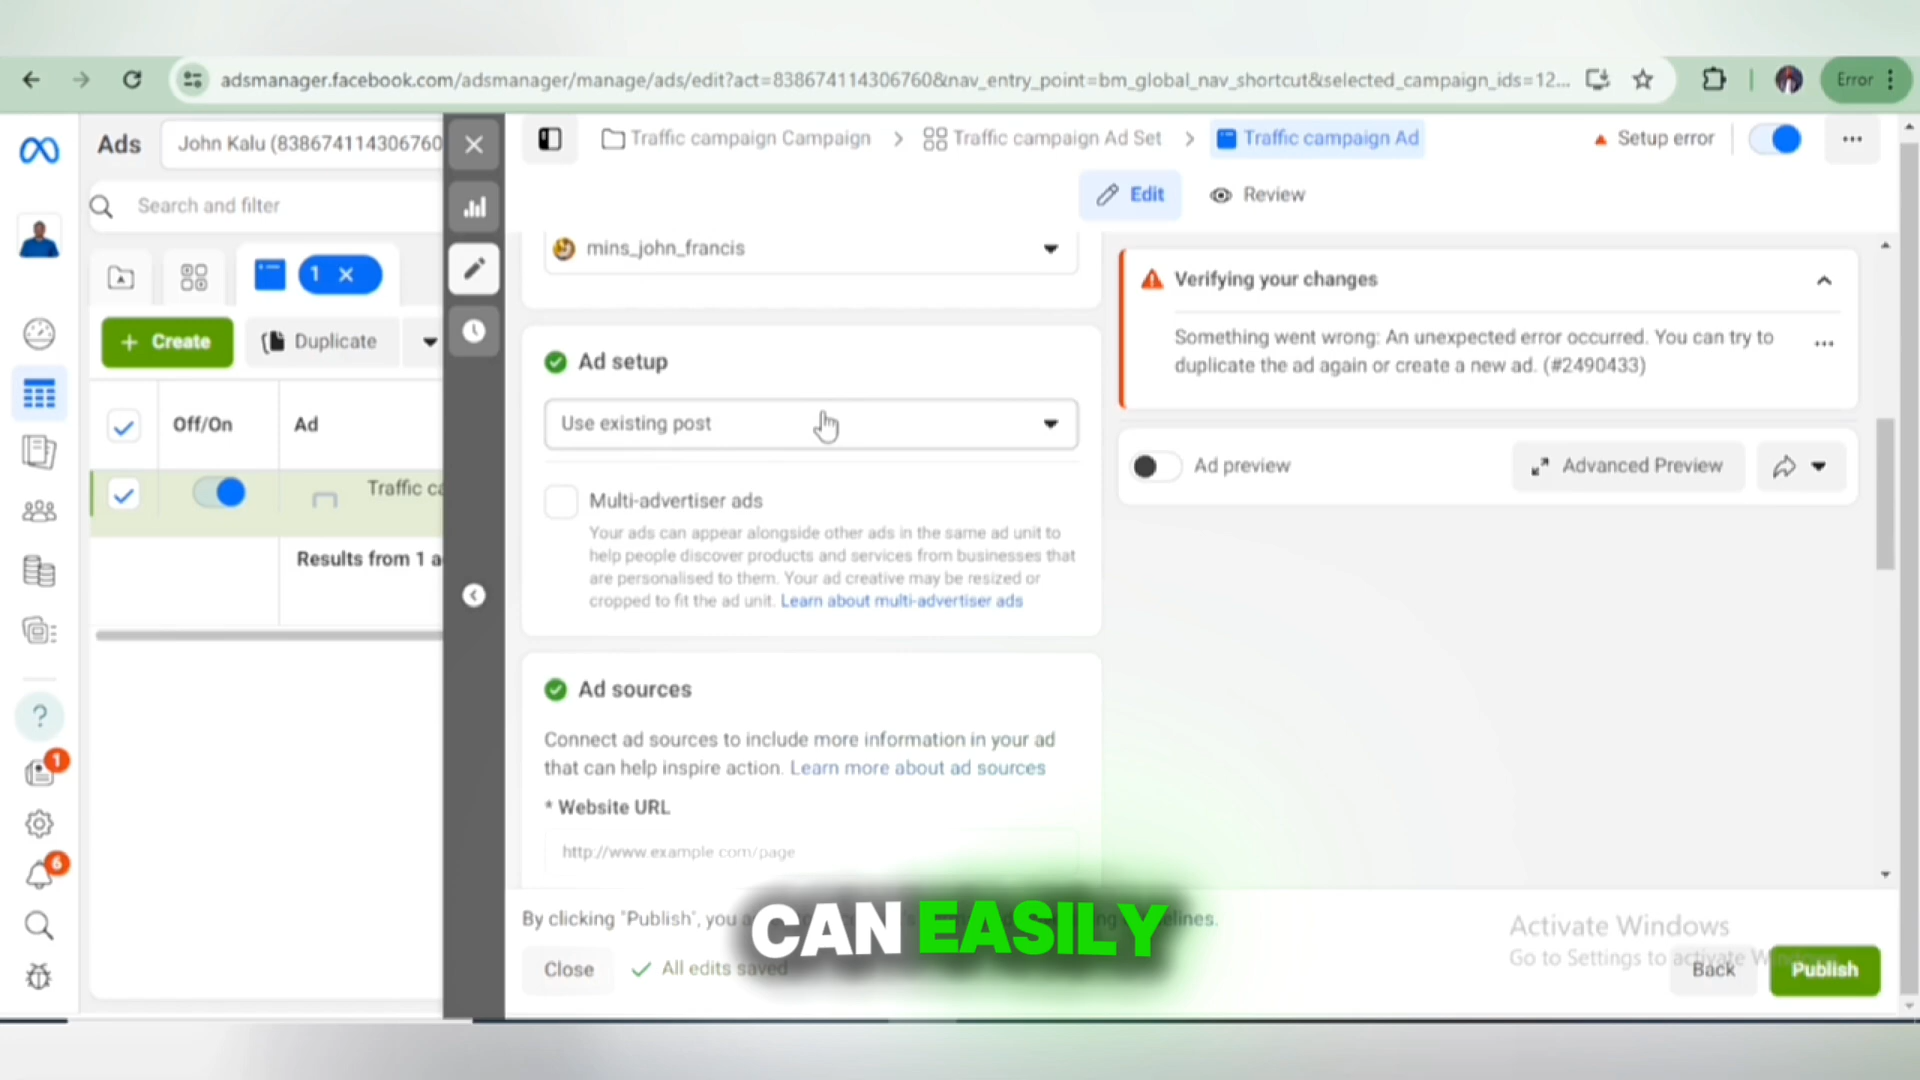 adsmanager.facebook.com/adsmanager/manage/ads/edit?act=838674114306760&nav_entry_point=bm_global_nav_shortcut&selected_campaign_ids=12...
Error
Ads
John Kalu (838674114306760
Search and filter
1
Create
Duplicate
Off/On
Ad
Traffic ca
Results from 1 a
1
6
Traffic campaign Campaign
Traffic campaign Ad Set
Traffic campaign Ad
Setup error
Edit
Review
mins_john_francis
Ad setup
Use existing post
Multi-advertiser ads
Your ads can appear alongside other ads in the same ad unit to
help people discover products and services from businesses that
are personalised to them. Your ad creative may be resized or
cropped to fit the ad unit. Learn about multi-advertiser ads
Ad sources
Connect ad sources to include more information in your ad
that can help inspire action. Learn more about ad sources
* Website URL
http://www.example.com/page
Verifying your changes
Something went wrong: An unexpected error occurred. You can try to
duplicate the ad again or create a new ad. (#2490433)
Ad preview
Advanced Preview
By clicking "Publish", you
CAN EASILY
Close
All edits saved
Activate Windows
Go to Settings to activate
Back
Publish